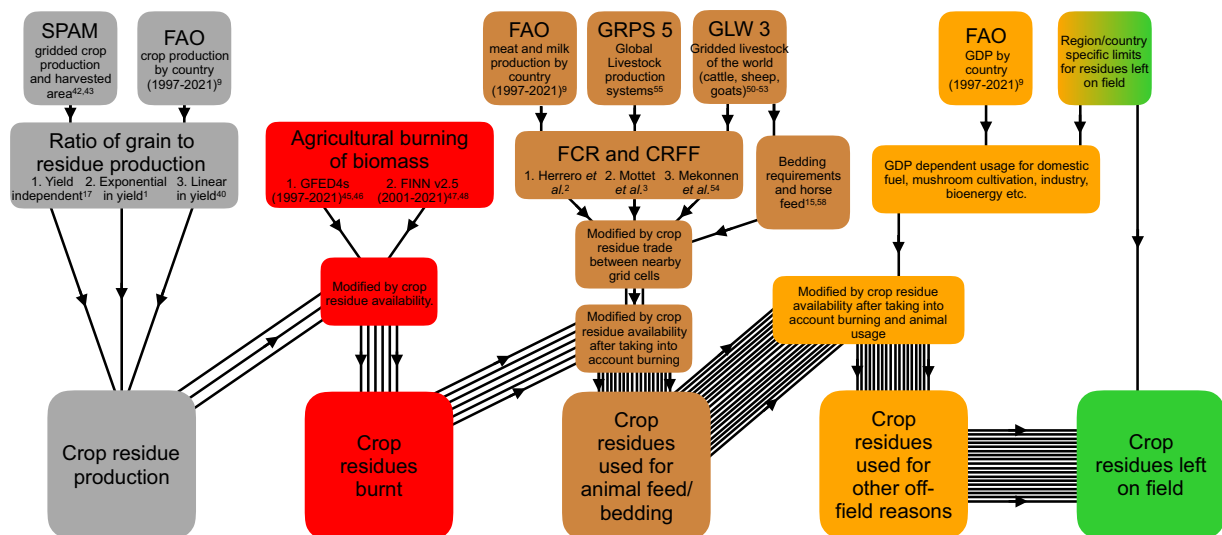 SPAM
gridded crop
production
and harvested
area42,43
FAO
crop production
by country
(1997-2021)9
Ratio of grain to
residue production
1. Yield
independent17
2. Exponential
in yield1
3. Linear
in yield40
Crop residue
production
Agricultural burning
of biomass
1. GFED4s
(1997-2021)45,46
2. FINN v2.5
(2001-2021)47,48
Modified by crop
residue availability.
Crop
residues
burnt
FAO
meat and milk
production by
country
(1997-2021)9
GRPS 5
Global
Livestock
production
systems55
GLW 3
Gridded livestock
of the world
(cattle, sheep,
goats)50-53
FCR and CRFF
1. Herrero et
al.2
2. Mottet
et al.3
3. Mekonnen
et al.54
Bedding
requirements
and horse
feed15,58
Modified by crop
residue trade
between nearby
grid cells
Modified by crop
residue availability
after taking into
account burning
Crop
residues
used for
animal feed/
bedding
FAO
GDP by
country
(1997-2021)9
Region/country
specific limits
for residues left
on field
GDP dependent usage for domestic
fuel, mushroom cultivation, industry,
bioenergy etc.
Modified by crop residue
availability after taking into
account burning and animal
usage
Crop
residues
used for
other off-
field reasons
Crop
residues left
on field